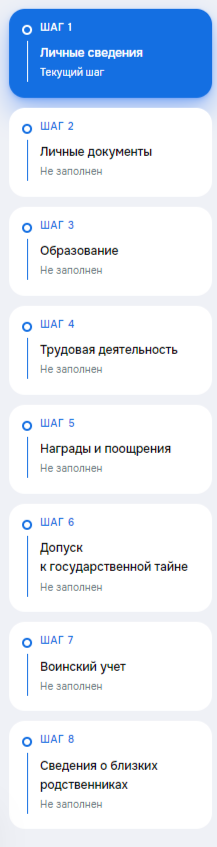 ШАГ 1
Личные сведения
Текущий шаг
ШАГ 2
Личные документы
Не заполнен
ШАГ 3
Образование
Не заполнен
ШАГ 4
Трудовая деятельность
Не заполнен
ШАГ 5
Награды и поощрения
Не заполнен
ШАГ 6
Допуск
к государственной тайне
Не заполнен
ШАГ 7
Воинский учет
Не заполнен
ШАГ 8
Сведения о близких
родственниках
Не заполнен